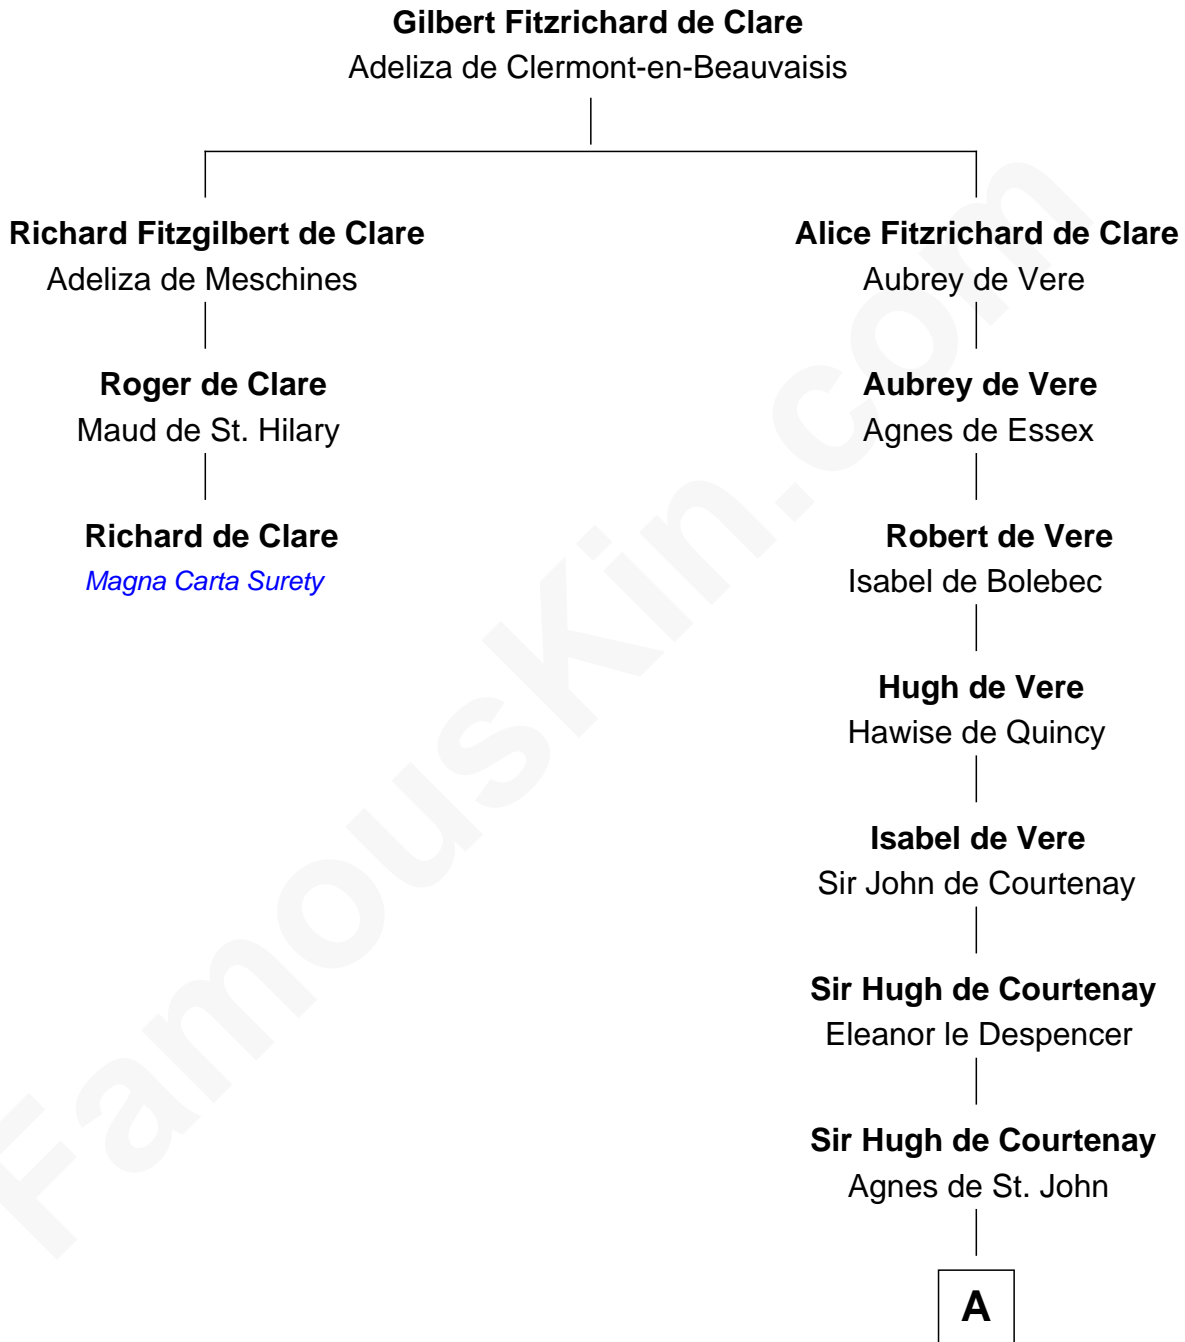 Gilbert Fitzrichard de Clare
Adeliza de Clermont-en-Beauvaisis
Richard Fitzgilbert de Clare
Adeliza de Meschines
Roger de Clare
Maud de St. Hilary
Richard de Clare
Magna Carta Surety
Alice Fitzrichard de Clare
Aubrey de Vere
Aubrey de Vere
Agnes de Essex
Robert de Vere
Isabel de Bolebec
Hugh de Vere
Hawise de Quincy
Isabel de Vere
Sir John de Courtenay
Sir Hugh de Courtenay
Eleanor le Despencer
Sir Hugh de Courtenay
Agnes de St. John
A
FamousKin.com